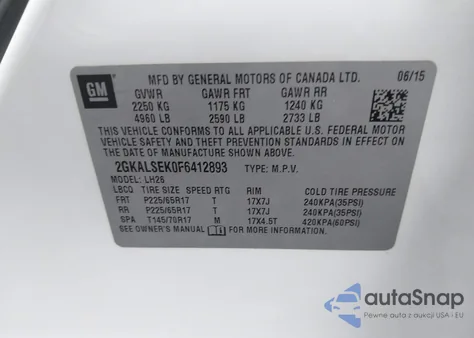 GM
MFD BY GENERAL MOTORS OF CANADA LTD. 06/15
GVWR GAWR FRT GAWR RR
2250 KG 1175 KG 1240 KG
4960 LB 2590 LB 2733 LB
THIS VEHICLE CONFORMS TO ALL APPLICABLE U.S. FEDERAL MOTOR
VEHICLE SAFETY AND THEFT PREVENTION STANDARDS IN EFFECT ON
THE DATE OF MANUFACTURE SHOWN ABOVE.
2GKALSEK0F6412893 TYPE: M.P.V.
MODEL: LH26
LBCQ TIRE SIZE SPEED RTG RIM COLD TIRE PRESSURE
FRT P225/65R17 T 17X7J 240KPA(35PSI)
RR P225/65R17 T 17X7J 240KPA(35PSI)
SPA T145/70R17 M 17X4.5T 420KPA(60PSI)
SEE OWNER'S MANUAL FOR MORE INFORMATION.
autoSnap
Pewne auta z USA i EU